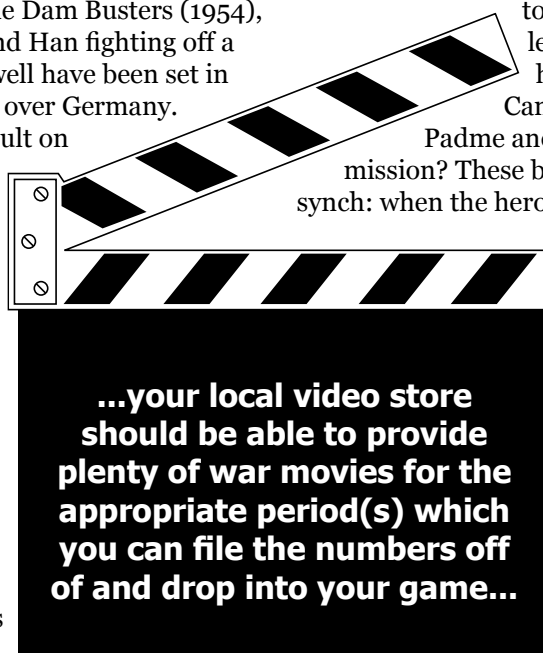 e Dam Busters (1954),
nd Han fighting off a
well have been set in
over Germany.
ult on
to
le
h
Can
Padme and
mission? These b
synch: when the hero
...your local video store
should be able to provide
plenty of war movies for the
appropriate period(s) which
you can file the numbers off
of and drop into your game...
s